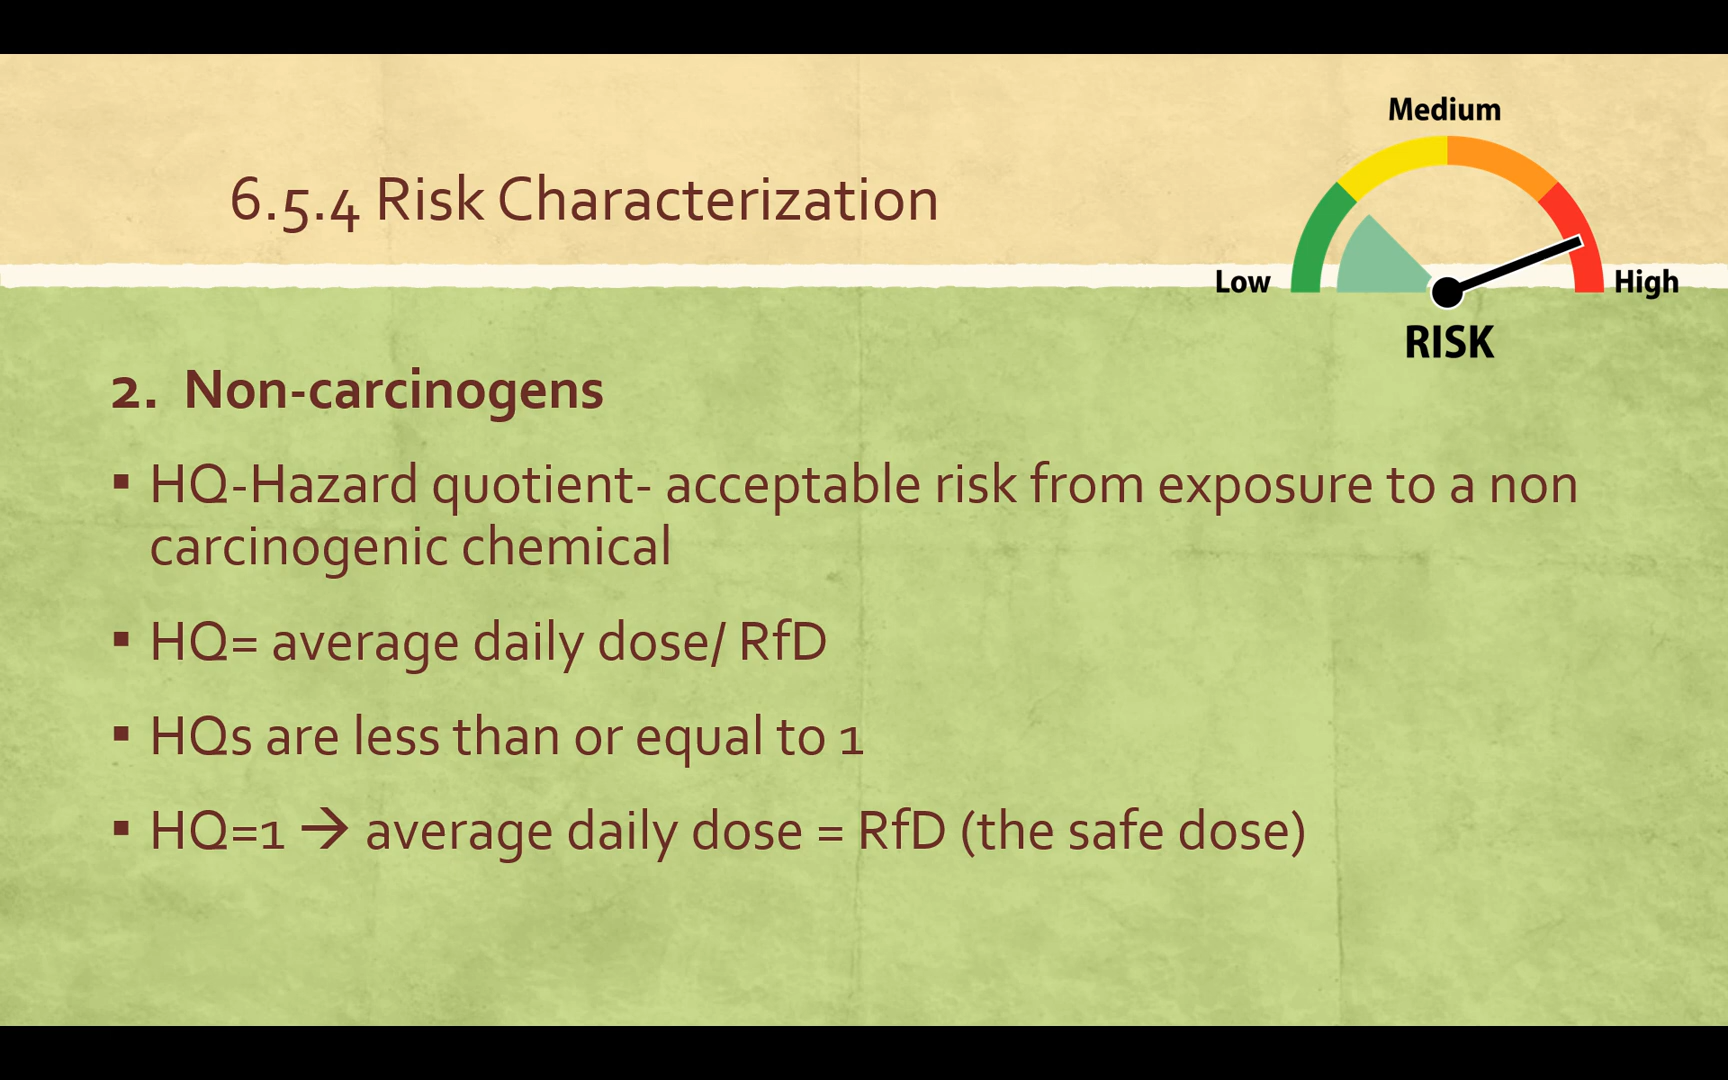 Medium
6.5.4 Risk Characterization
Low
High
RISK
2. Non-carcinogens
▪ HQ-Hazard quotient- acceptable risk from exposure to a non
carcinogenic chemical
▪ HQ= average daily dose/ RfD
▪ HQs are less than or equal to 1
▪ HQ=1 → average daily dose = RfD (the safe dose)